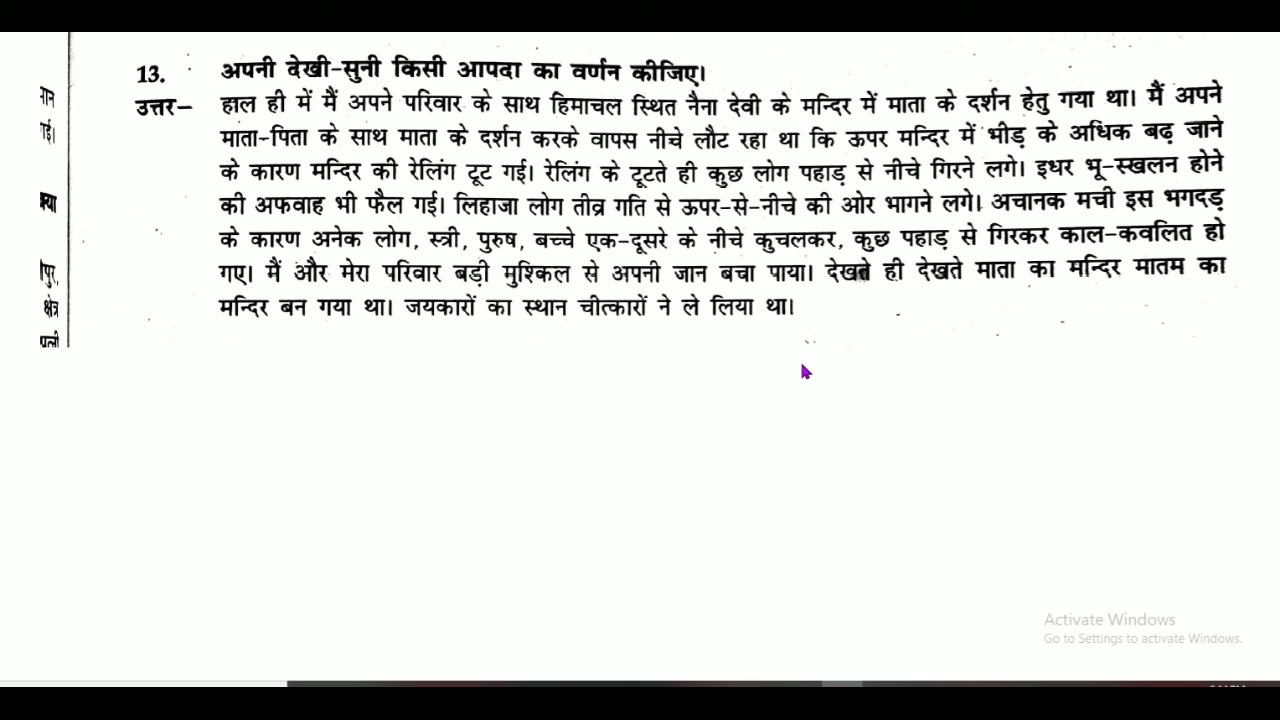 13. अपनी देखी-सुनी किसी आपदा का वर्णन कीजिए।
उत्तर– हाल ही में मैं अपने परिवार के साथ हिमाचल स्थित नैना देवी के मन्दिर में माता के दर्शन हेतु गया था। मैं अपने
माता-पिता के साथ माता के दर्शन करके वापस नीचे लौट रहा था कि ऊपर मन्दिर में भीड़ के अधिक बढ़ जाने
के कारण मन्दिर की रेलिंग टूट गई। रेलिंग के टूटते ही कुछ लोग पहाड़ से नीचे गिरने लगे। इधर भू-स्खलन होने
की अफवाह भी फैल गई। लिहाजा लोग तीव्र गति से ऊपर-से-नीचे की ओर भागने लगे। अचानक मची इस भगदड़
के कारण अनेक लोग, स्त्री, पुरुष, बच्चे एक-दूसरे के नीचे कुचलकर, कुछ पहाड़ से गिरकर काल-कवलित हो
गए। मैं और मेरा परिवार बड़ी मुश्किल से अपनी जान बचा पाया। देखते ही देखते माता का मन्दिर मातम का
मन्दिर बन गया था। जयकारों का स्थान चीत्कारों ने ले लिया था।
क्षेत्र
Activate Windows
Go to Settings to activate Windows.